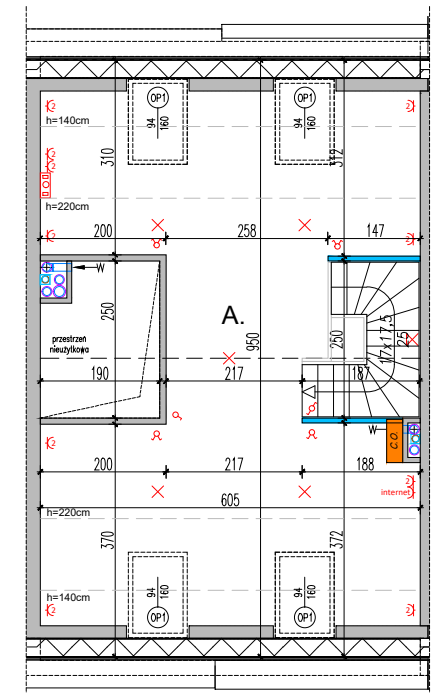 OP1 OP1
94
160
94
160
h=140cm
310
312
h=220cm
200 258 147
W
250
A.
950
250
17x17,5
25
przestrzeń
nieużytkowa
190 217 187
W
c.o.
200 217 188
internet
605
h=220cm
370
372
94
160
94
160
h=140cm
OP1 OP1